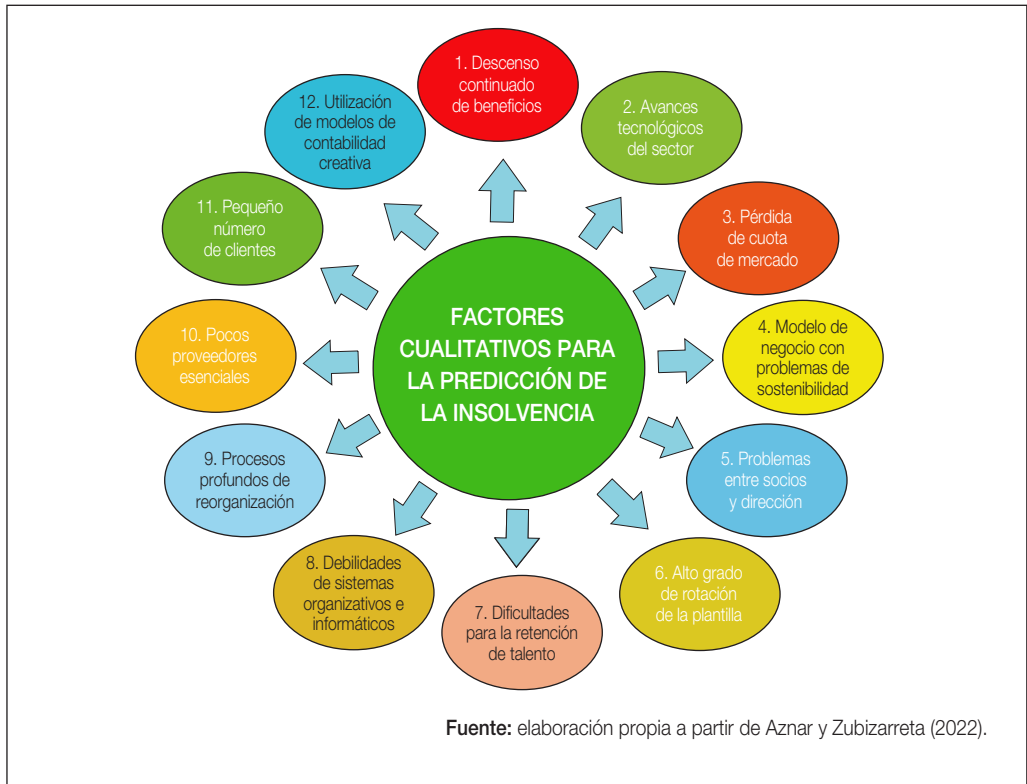 1. Descenso
continuado
de beneficios
2. Avances
tecnológicos
del sector
3. Pérdida
de cuota
de mercado
4. Modelo de
negocio con
problemas de
sostenibilidad
5. Problemas
entre socios
y dirección
6. Alto grado
de rotación
de la plantilla
7. Dificultades
para la retención
de talento
8. Debilidades
de sistemas
organizativos e
informáticos
9. Procesos
profundos de
reorganización
10. Pocos
proveedores
esenciales
11. Pequeño
número
de clientes
12. Utilización
de modelos de
contabilidad
creativa
FACTORES
CUALITATIVOS PARA
LA PREDICCIÓN DE
LA INSOLVENCIA
Fuente: elaboración propia a partir de Aznar y Zubizarreta (2022).